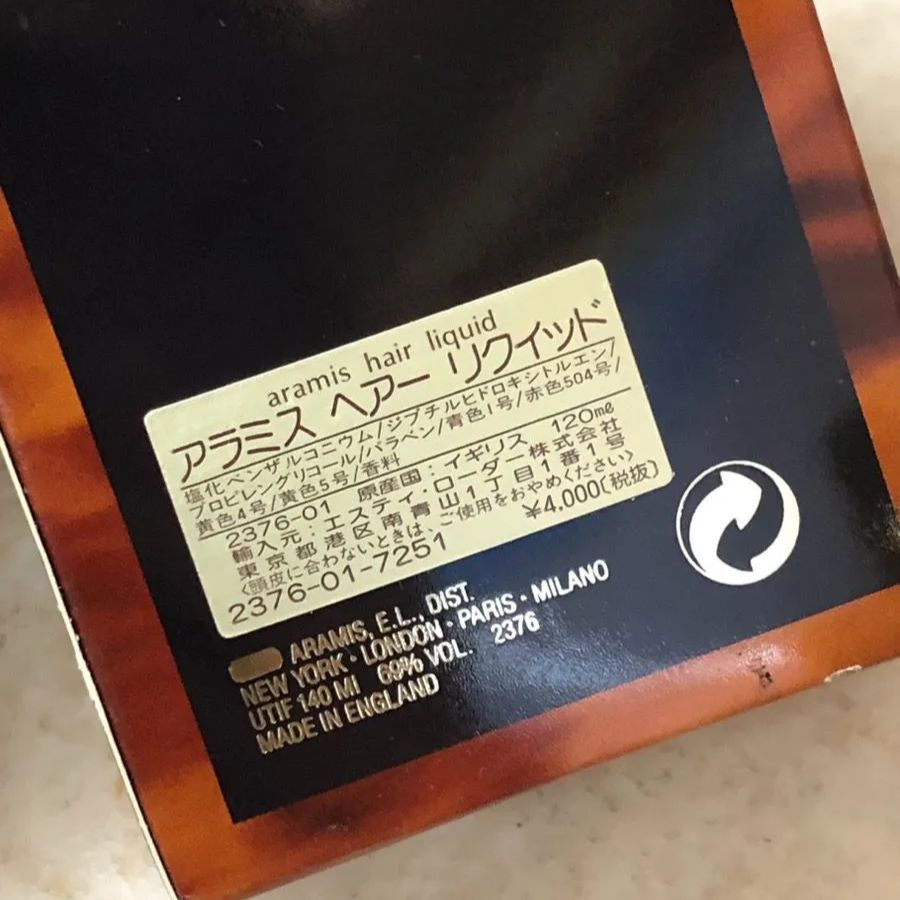 aramis hair liquid
アラミス ヘアー リクイッド
塩化ベンザルコニウム/ジブチルヒドロキシトルエン/
プロピレングリコール/パラベン/青色1号/赤色504号/
黄色4号/黄色5号/香料
2376-01 原産国:イギリス 120mℓ
輸入元:エスティ・ローダー株式会社
東京都港区南青山1丁目1番1号
〈頭皮に合わないときは、ご使用をおやめください〉
2376-01-7251 ¥4,000(税抜)
ARAMIS, E.L., DIST.
NEW YORK · LONDON · PARIS · MILANO
UTIF 140 Ml 69% VOL. 2376
MADE IN ENGLAND